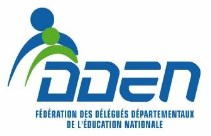 DDEN
FÉDÉRATION DES DÉLÉGUÉS DÉPARTEMENTAUX
DE L'ÉDUCATION NATIONALE